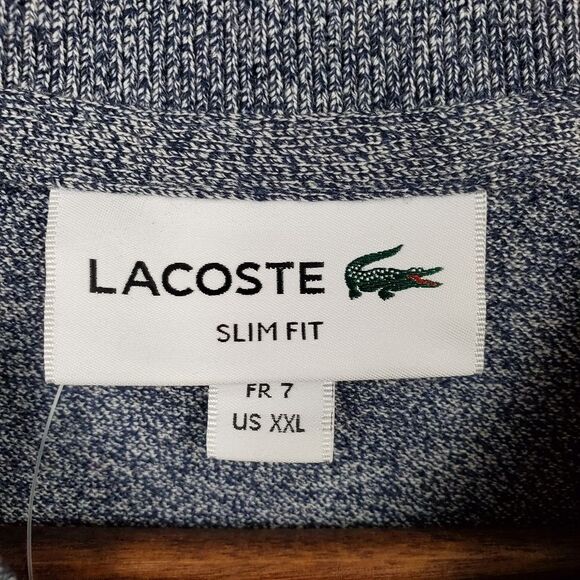 LACOSTE
SLIM FIT
FR 7
US XXL